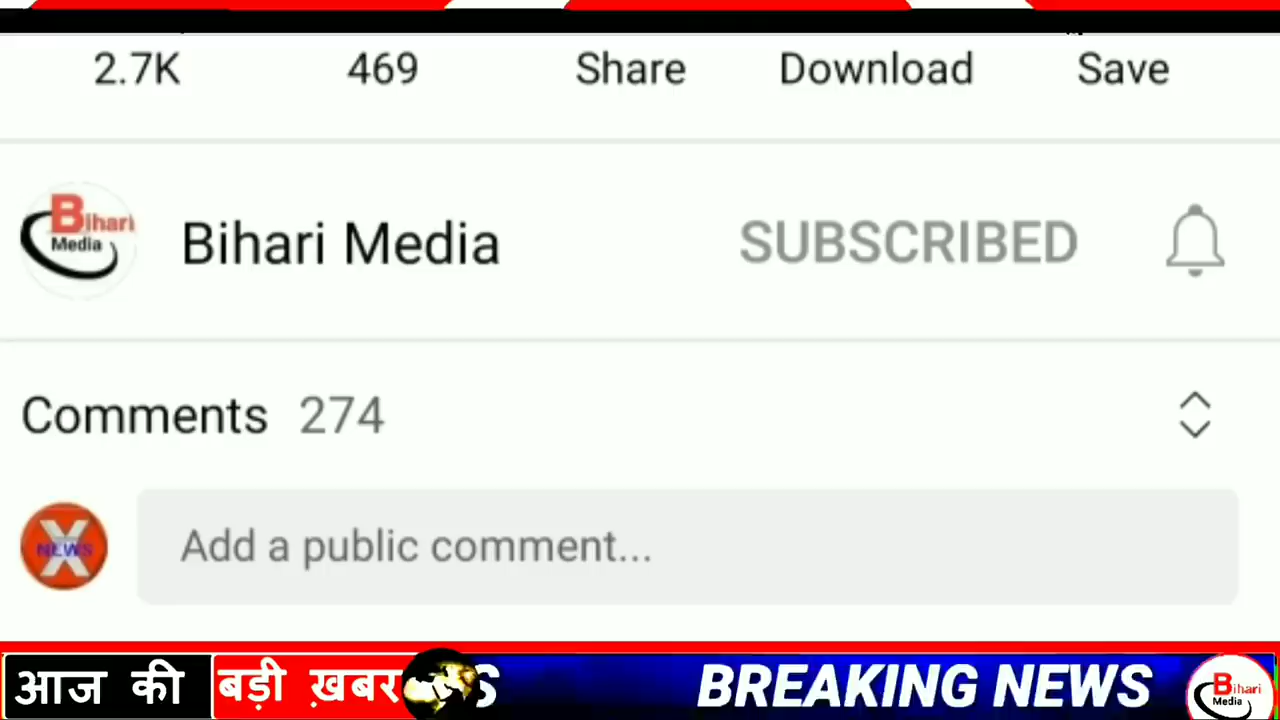 2.7K 469 Share Download Save
Bihari Media
Bihari Media SUBSCRIBED
Comments 274
X NEWS
Add a public comment...
आज की बड़ी ख़बर S BREAKING NEWS
Bihari Media